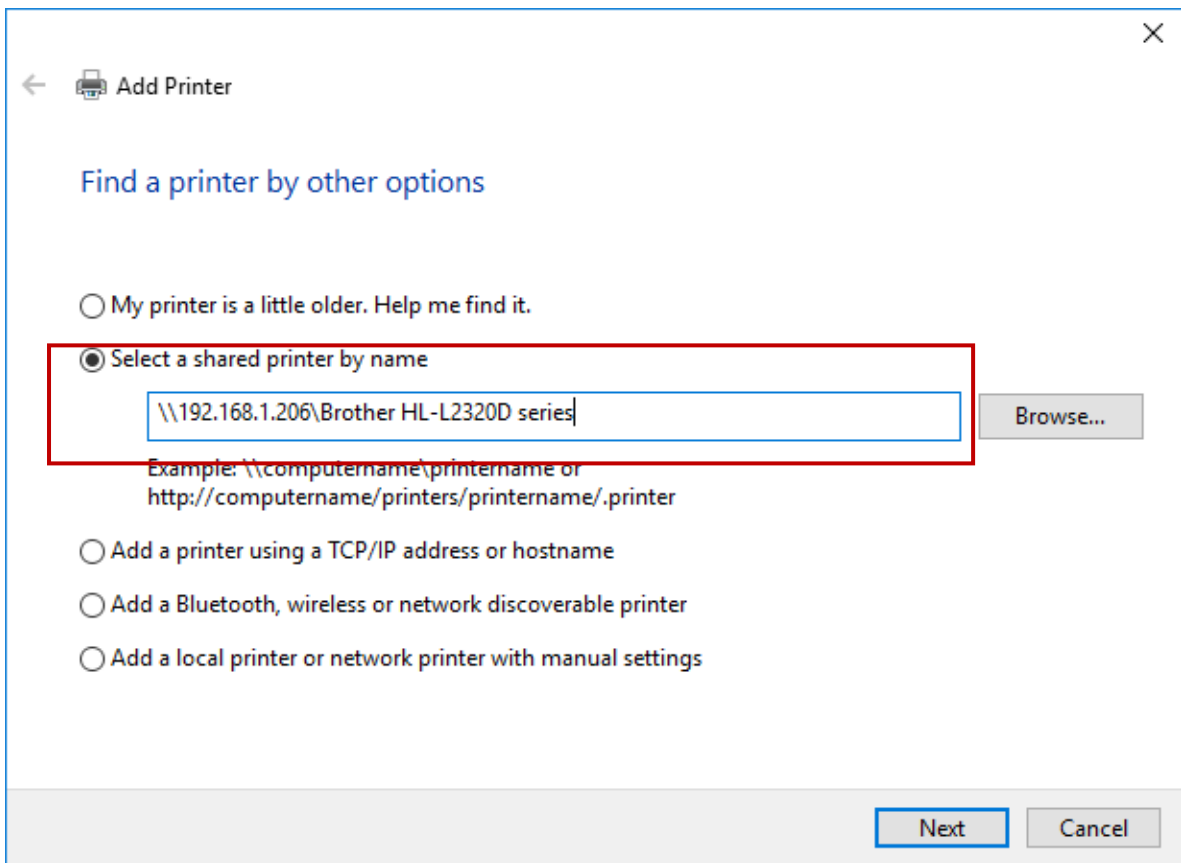 Add Printer
Find a printer by other options
My printer is a little older. Help me find it.
Select a shared printer by name
\\192.168.1.206\Brother HL-L2320D series
Browse...
Example: \\computername\printername or
http://computername/printers/printername/.printer
Add a printer using a TCP/IP address or hostname
Add a Bluetooth, wireless or network discoverable printer
Add a local printer or network printer with manual settings
Next
Cancel